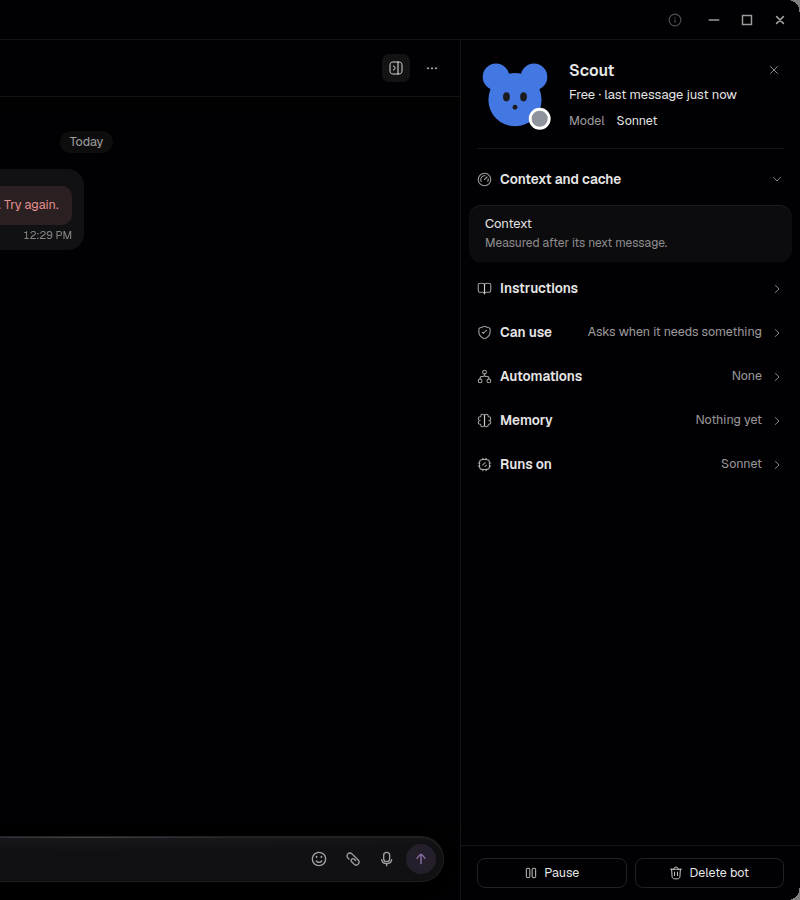 Scout
Free · last message just now
Model Sonnet
Today
Try again.
12:29 PM
Context and cache
Context
Measured after its next message.
Instructions
Can use Asks when it needs something
Automations None
Memory Nothing yet
Runs on Sonnet
Pause
Delete bot